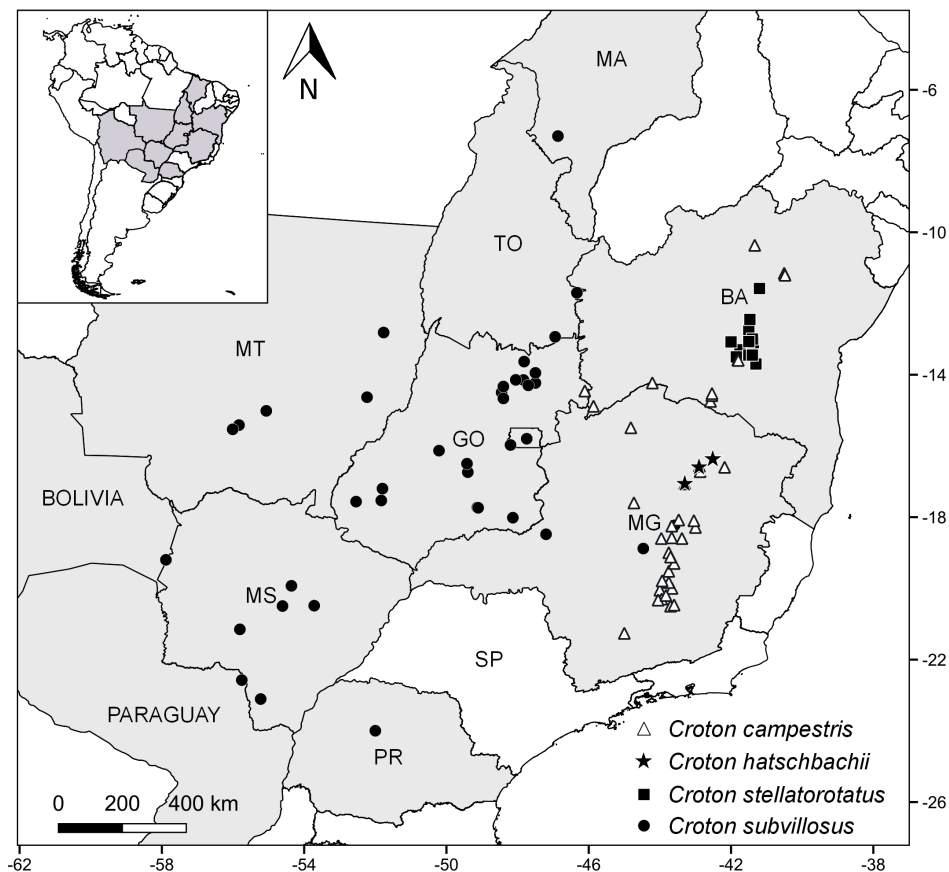 MA
N
-6
TO
-10
BA
MT
-14
GO
BOLIVIA
MG
-18
MS
SP
-22
PARAGUAY
PR
Croton campestris
Croton hatschbachii
Croton stellatorotatus
Croton subvillosus
0 200 400 km
-26
-62 -58 -54 -50 -46 -42 -38